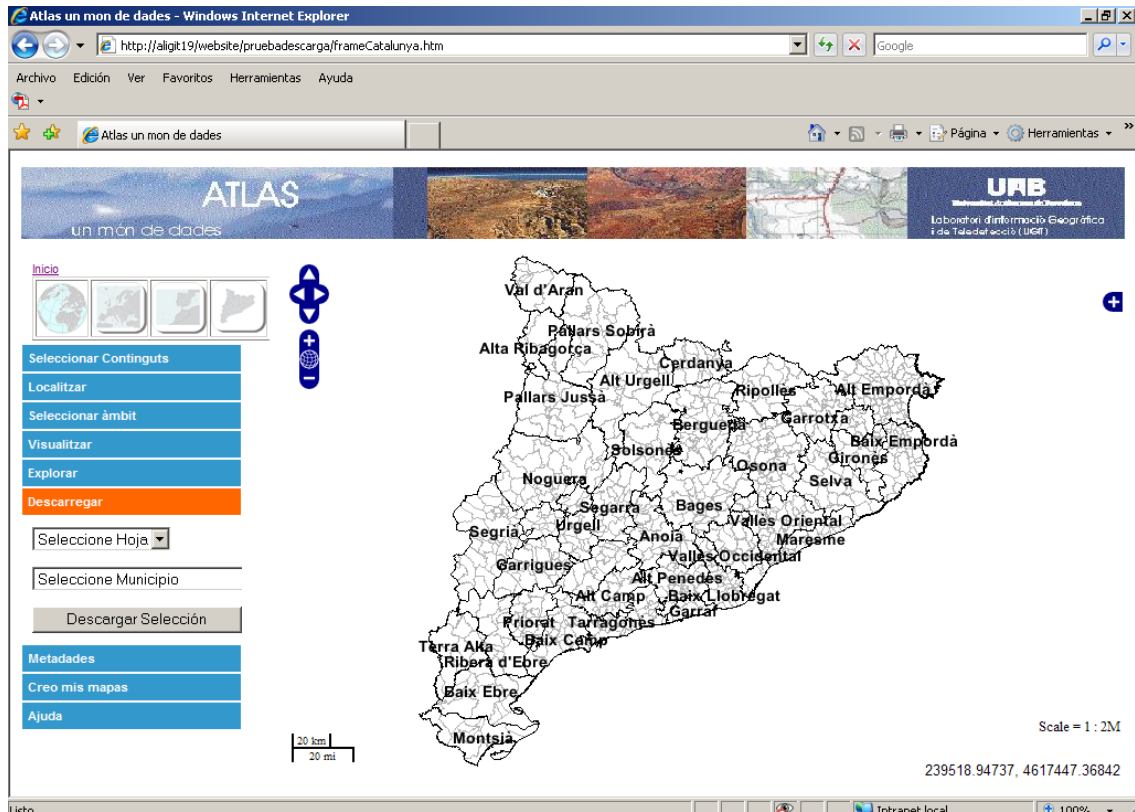 Atlas un mon de dades - Windows Internet Explorer
http://aligit19/website/pruebadescarga/frameCatalunya.htm
Google
Archivo Edición Ver Favoritos Herramientas Ayuda
Atlas un mon de dades
Página
Herramientas
ATLAS
un món de dades
UAB
Laboratori d'informació Geogràfica
i de Teledetecció (LIGIT)
Inicio
Seleccionar Continguts
Localitzar
Seleccionar àmbit
Visualitzar
Explorar
Descarregar
Seleccione Hoja
Seleccione Municipio
Descargar Selección
Metadades
Creo mis mapas
Ajuda
Val d'Aran
Pallars Sobirà
Alta Ribagorça
Cerdanya
Alt Urgell
Pallars Jussà
Ripollès
Alt Empordà
Berguedà
Garrotxa
Baix Empordà
Solsonès
Gironès
Osona
Noguera
Selva
Segarra
Bages
Vallès Oriental
Segrià
Urgell
Anoia
Maresme
Vallès Occidental
Garrigues
Alt Penedès
Alt Camp
Baix Llobregat
Garraf
Priorat
Tarragonès
Baix Camp
Terra Alta
Ribera d'Ebre
Baix Ebre
Montsià
20 km
20 mi
Scale = 1 : 2M
239518.94737, 4617447.36842
Listo
Intranet local
100%